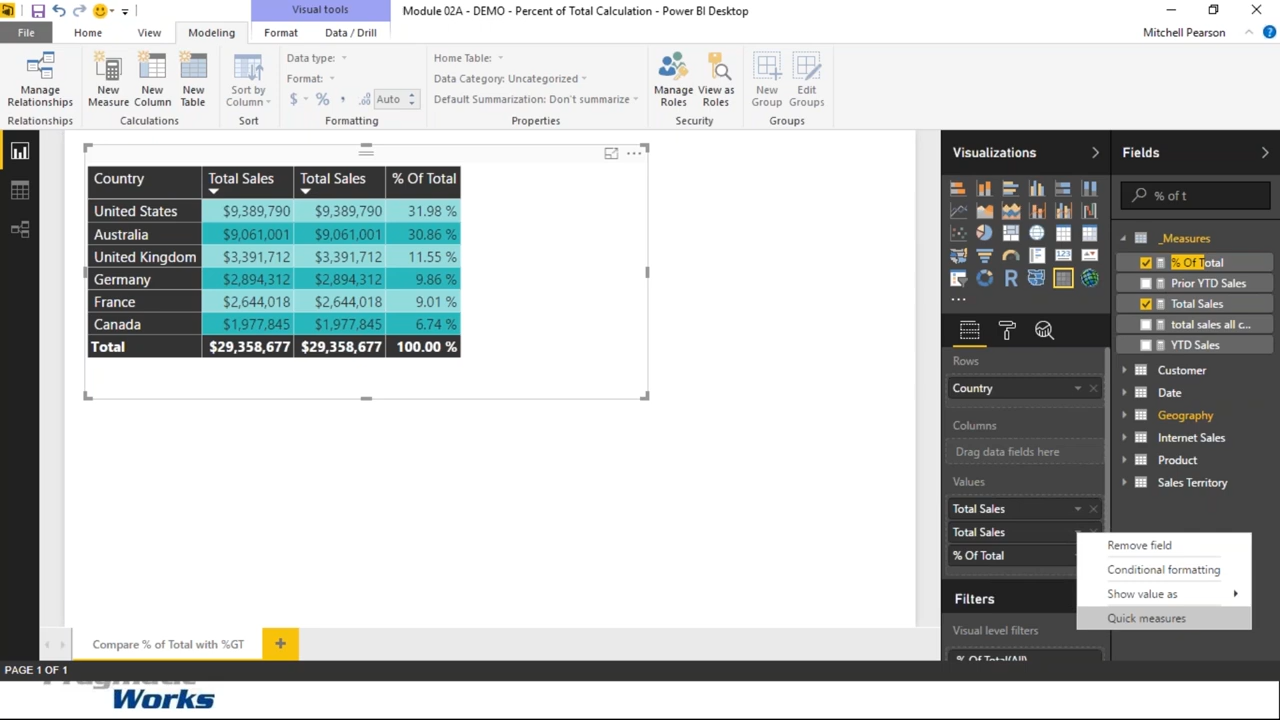 Visual tools
Module 02A - DEMO - Percent of Total Calculation - Power BI Desktop
File
Home
View
Modeling
Format
Data / Drill
Mitchell Pearson
Manage Relationships
Relationships
New Measure
New Column
New Table
Calculations
Sort by Column
Sort
Data type:
Format:
$ % , .00 Auto
Formatting
Home Table:
Data Category: Uncategorized
Default Summarization: Don't summarize
Properties
Manage Roles
View as Roles
Security
New Group
Edit Groups
Groups
Country Total Sales Total Sales % Of Total
United States $9,389,790 $9,389,790 31.98 %
Australia $9,061,001 $9,061,001 30.86 %
United Kingdom $3,391,712 $3,391,712 11.55 %
Germany $2,894,312 $2,894,312 9.86 %
France $2,644,018 $2,644,018 9.01 %
Canada $1,977,845 $1,977,845 6.74 %
Total $29,358,677 $29,358,677 100.00 %
Visualizations
R
123
Rows
Country
Columns
Drag data fields here
Values
Total Sales
Total Sales
% Of Total
Filters
Visual level filters
% Of Total(All)
Fields
% of t
_Measures
% Of Total
Prior YTD Sales
Total Sales
total sales all c...
YTD Sales
Customer
Date
Geography
Internet Sales
Product
Sales Territory
Remove field
Conditional formatting
Show value as
Quick measures
Compare % of Total with %GT
PAGE 1 OF 1
Pragmatic
Works